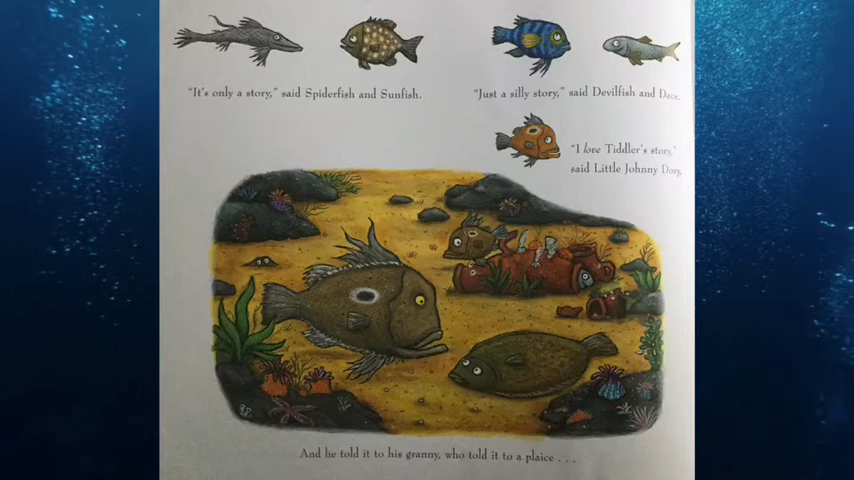 "It's only a story," said Spiderfish and Sunfish.
"Just a silly story," said Devilfish and Dace.
"I love Tiddler's story,"
said Little Johnny Dory,
And he told it to his granny, who told it to a plaice . . .